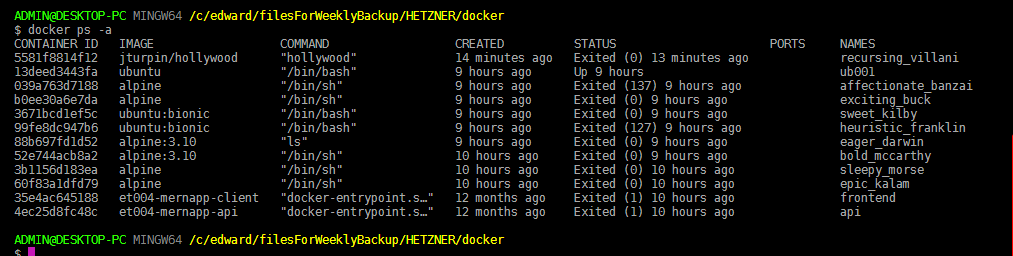 ADMIN@DESKTOP-PC MINGW64 /c/edward/filesForWeeklyBackup/HETZNER/docker
$ docker ps -a
CONTAINER ID   IMAGE                  COMMAND                  CREATED          STATUS                      PORTS     NAMES
5581f8814f12   jturpin/hollywood      "hollywood"              14 minutes ago   Exited (0) 13 minutes ago             recursing_villani
13deed3443fa   ubuntu                 "/bin/bash"              9 hours ago      Up 9 hours                            ub001
039a763d7188   alpine                 "/bin/bash"              9 hours ago      Exited (137) 9 hours ago              affectionate_banzai
b0ee30a6e7da   alpine                 "/bin/sh"                9 hours ago      Exited (0) 9 hours ago                exciting_buck
3671bcd1ef5c   ubuntu:bionic          "/bin/bash"              9 hours ago      Exited (0) 9 hours ago                sweet_kilby
99fe8dc947b6   ubuntu:bionic          "/bin/bash"              9 hours ago      Exited (127) 9 hours ago              heuristic_franklin
88b697fd1d52   alpine:3.10            "ls"                     9 hours ago      Exited (0) 9 hours ago                eager_darwin
52e744acb8a2   alpine:3.10            "/bin/sh"                10 hours ago     Exited (0) 9 hours ago                bold_mccarthy
3b1156d183ea   alpine                 "/bin/sh"                10 hours ago     Exited (0) 10 hours ago               sleepy_morse
60f83a1dfd79   alpine                 "/bin/sh"                10 hours ago     Exited (0) 10 hours ago               epic_kalam
35e4ac645188   et004-mernapp-client   "docker-entrypoint.s…"   12 months ago    Exited (1) 10 hours ago               frontend
4ec25d8fc48c   et004-mernapp-api      "docker-entrypoint.s…"   12 months ago    Exited (1) 10 hours ago               api
ADMIN@DESKTOP-PC MINGW64 /c/edward/filesForWeeklyBackup/HETZNER/docker
$